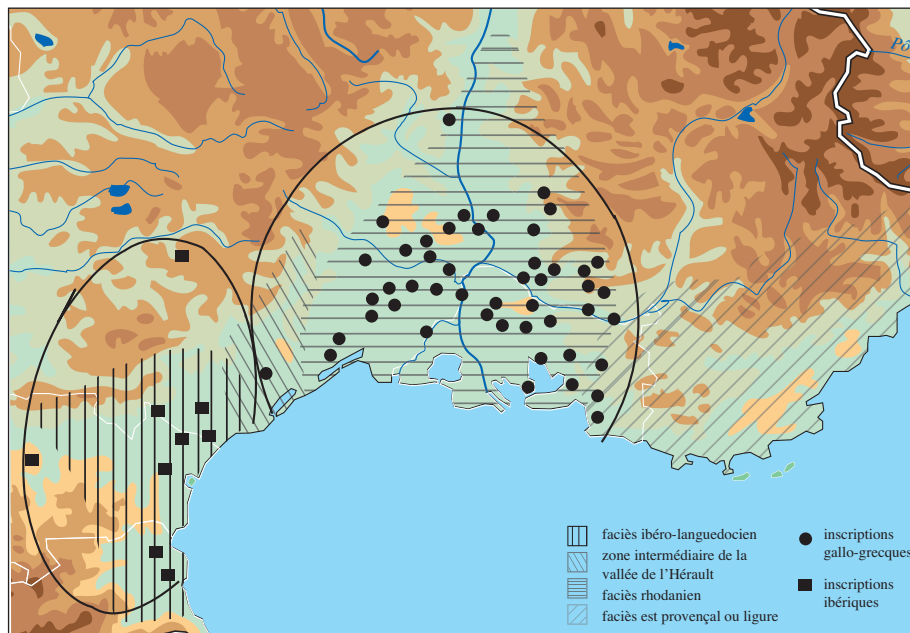 Pô
faciès ibéro-languedocien
zone intermédiaire de la
vallée de l'Hérault
faciès rhodanien
faciès est provençal ou ligure
inscriptions
gallo-grecques
inscriptions
ibériques